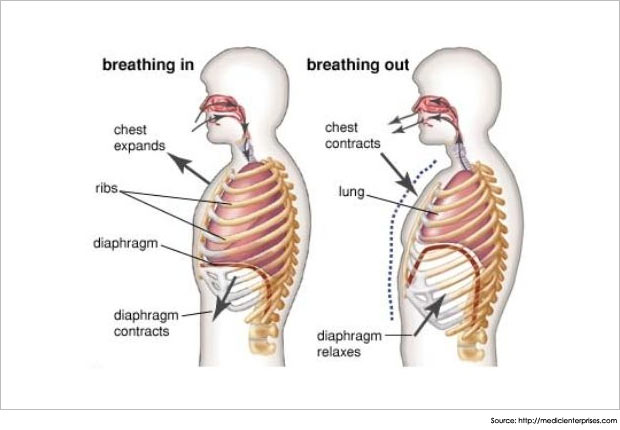 breathing in
chest
expands
ribs
diaphragm
diaphragm
contracts
breathing out
chest
contracts
lung
diaphragm
relaxes
Source: http://medicienterprises.com